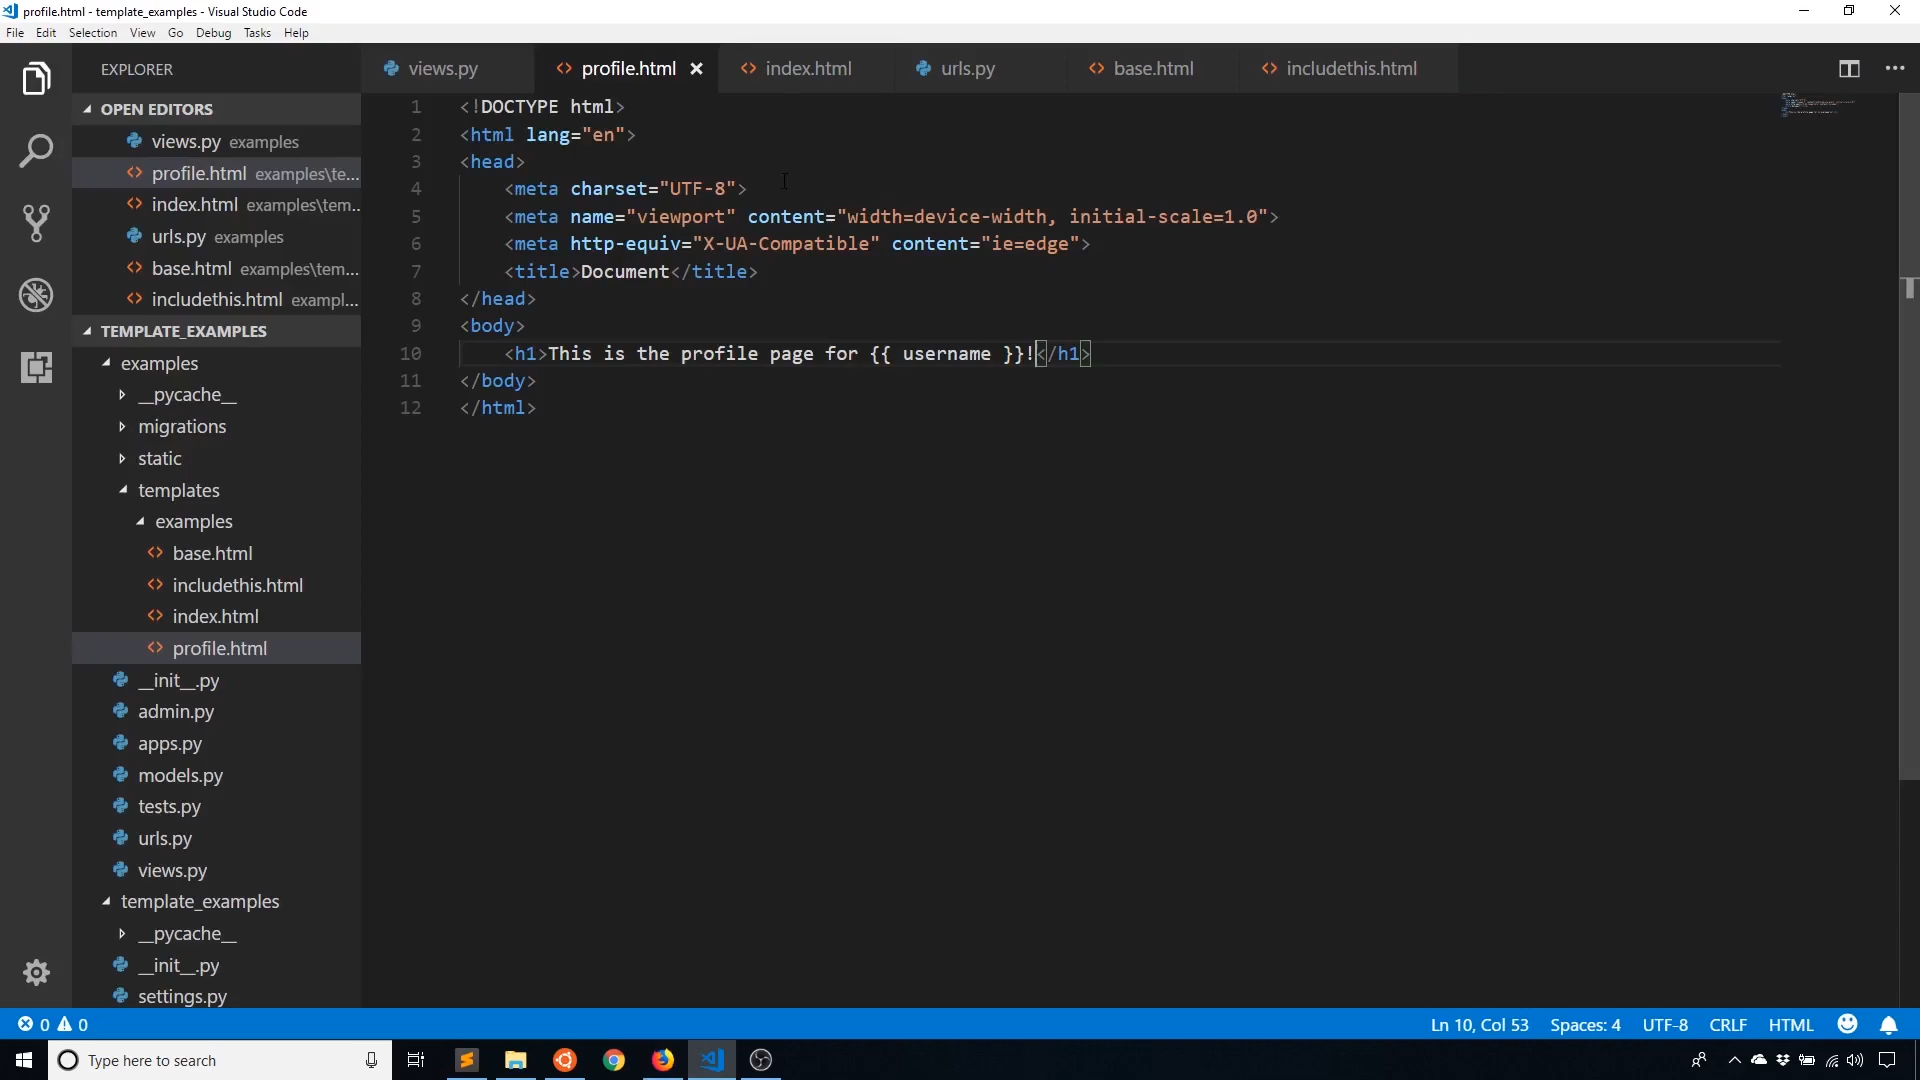 profile.html - template_examples - Visual Studio Code
File Edit Selection View Go Debug Tasks Help
EXPLORER
OPEN EDITORS
views.py examples
profile.html examples\te...
index.html examples\tem...
urls.py examples
base.html examples\tem...
includethis.html exampl...
TEMPLATE_EXAMPLES
examples
__pycache__
migrations
static
templates
examples
base.html
includethis.html
index.html
profile.html
__init__.py
admin.py
apps.py
models.py
tests.py
urls.py
views.py
template_examples
__pycache__
__init__.py
settings.py
views.py profile.html index.html urls.py base.html includethis.html
1 <!DOCTYPE html>
2 <html lang="en">
3 <head>
4 <meta charset="UTF-8">
5 <meta name="viewport" content="width=device-width, initial-scale=1.0">
6 <meta http-equiv="X-UA-Compatible" content="ie=edge">
7 <title>Document</title>
8 </head>
9 <body>
10 <h1>This is the profile page for {{ username }}!</h1>
11 </body>
12 </html>
0 0 Ln 10, Col 53 Spaces: 4 UTF-8 CRLF HTML
Type here to search